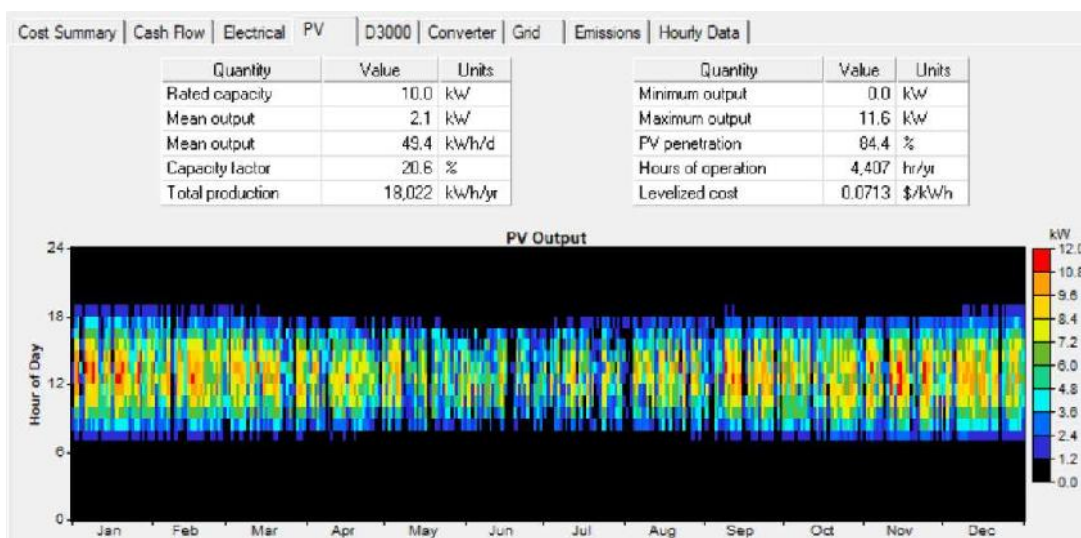 Cost Summary Cash Flow Electrical PV D3000 Converter Grid Emissions Hourly Data
Quantity Value Units
Rated capacity 10.0 kW
Mean output 2.1 kW
Mean output 49.4 kWh/d
Capacity factor 20.6 %
Total production 18,022 kWh/yr
Quantity Value Units
Minimum output 0.0 kW
Maximum output 11.6 kW
PV penetration 84.4 %
Hours of operation 4,407 hr/yr
Levelized cost 0.0713 $/kWh
PV Output
Hour of Day
24
18
12
6
0
Jan Feb Mar Apr May Jun Jul Aug Sep Oct Nov Dec
kW
12.0
10.8
9.6
8.4
7.2
6.0
4.8
3.6
2.4
1.2
0.0